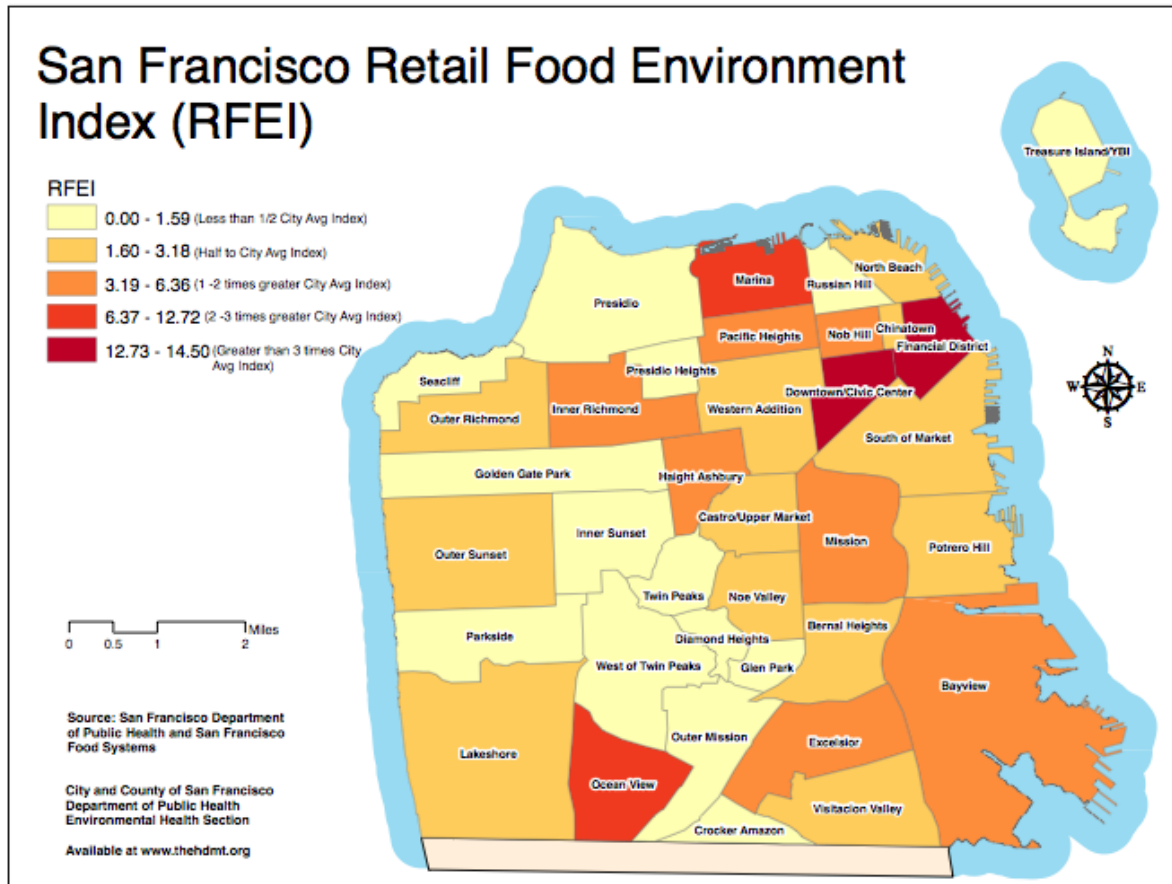 San Francisco Retail Food Environment
Index (RFEI)
RFEI
0.00 - 1.59 (Less than 1/2 City Avg Index)
1.60 - 3.18 (Half to City Avg Index)
3.19 - 6.36 (1 -2 times greater City Avg Index)
6.37 - 12.72 (2 -3 times greater City Avg Index)
12.73 - 14.50 (Greater than 3 times City
Avg Index)
Treasure Island/YBI
North Beach
Marina
Russian Hill
Presidio
Chinatown
Pacific Heights
Nob Hill
Financial District
Presidio Heights
Seacliff
Downtown/Civic Center
Inner Richmond
Western Addition
Outer Richmond
South of Market
Golden Gate Park
Haight Ashbury
Castro/Upper Market
Inner Sunset
Mission
Outer Sunset
Potrero Hill
Twin Peaks
Noe Valley
Bernal Heights
Parkside
Diamond Heights
West of Twin Peaks
Glen Park
Bayview
Outer Mission
Excelsior
Lakeshore
Ocean View
Visitacion Valley
Crocker Amazon
N
W
E
S
Miles
0 0.5 1 2
Source: San Francisco Department
of Public Health and San Francisco
Food Systems
City and County of San Francisco
Department of Public Health
Environmental Health Section
Available at www.thehdmt.org